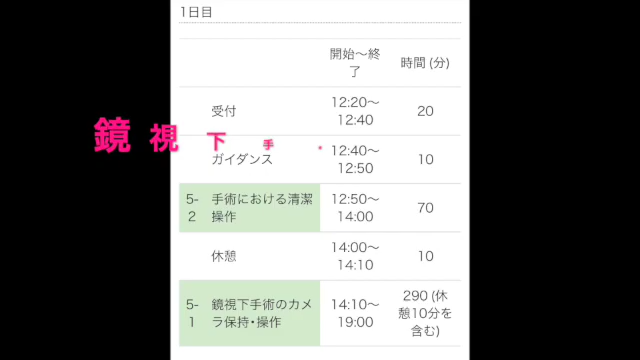 1日目
開始～終
了
時間 (分)
受付
12:20～
12:40
20
鏡視下手
ガイダンス
12:40～
12:50
10
5-
2
手術における清潔
操作
12:50～
14:00
70
休憩
14:00～
14:10
10
5-
1
鏡視下手術のカメ
ラ保持・操作
14:10～
19:00
290 (休
憩10分を
含む)